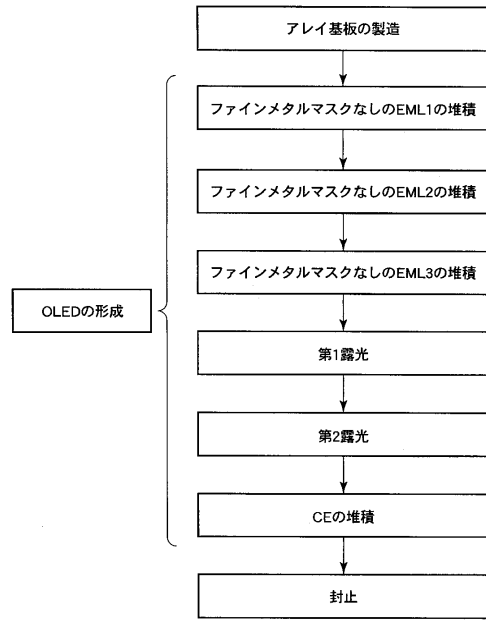 アレイ基板の製造
ファインメタルマスクなしのEML1の堆積
ファインメタルマスクなしのEML2の堆積
ファインメタルマスクなしのEML3の堆積
OLEDの形成
第1露光
第2露光
CEの堆積
封止